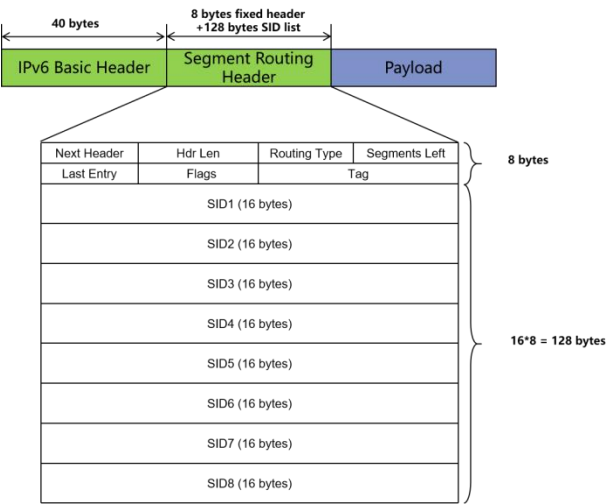 40 bytes
8 bytes fixed header
+128 bytes SID list
IPv6 Basic Header
Segment Routing
Header
Payload
Next Header
Hdr Len
Routing Type
Segments Left
8 bytes
Last Entry
Flags
Tag
SID1 (16 bytes)
SID2 (16 bytes)
SID3 (16 bytes)
SID4 (16 bytes)
16*8 = 128 bytes
SID5 (16 bytes)
SID6 (16 bytes)
SID7 (16 bytes)
SID8 (16 bytes)